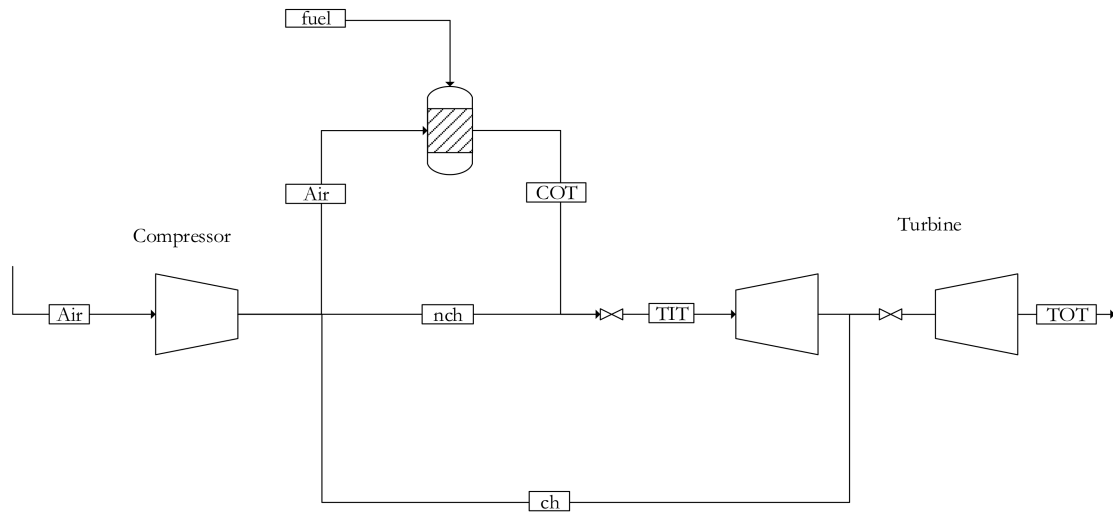 fuel
Air
COT
Compressor
Turbine
Air
nch
TIT
TOT
ch